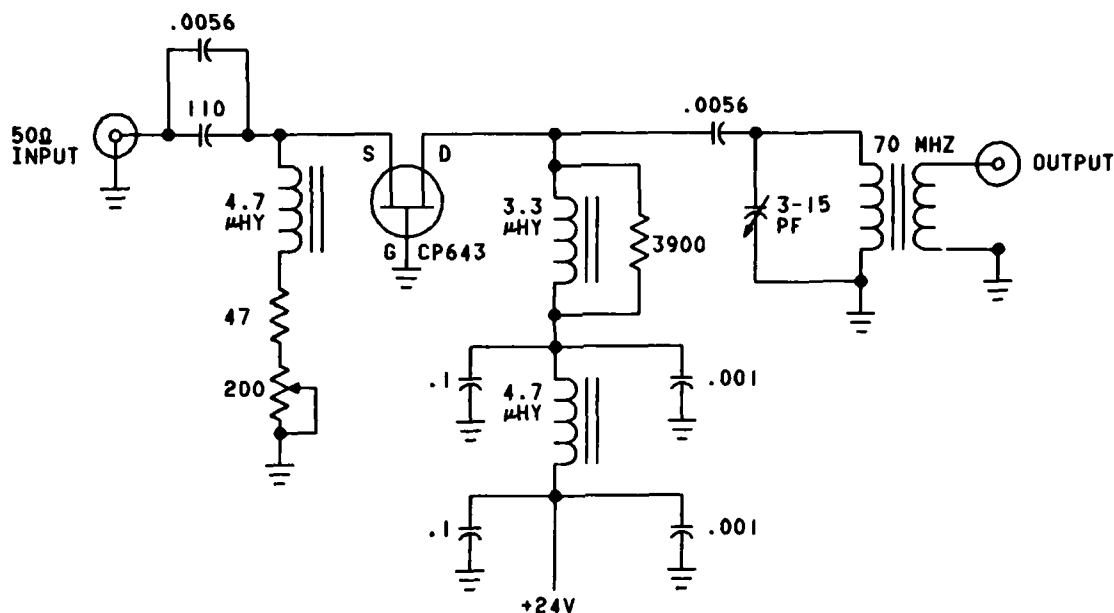 .0056
110
50Ω
INPUT
4.7
μHY
47
200
S
D
G
CP643
3.3
μHY
3900
.1
.001
4.7
μHY
.1
.001
+24V
.0056
3-15
PF
70 MHZ
OUTPUT